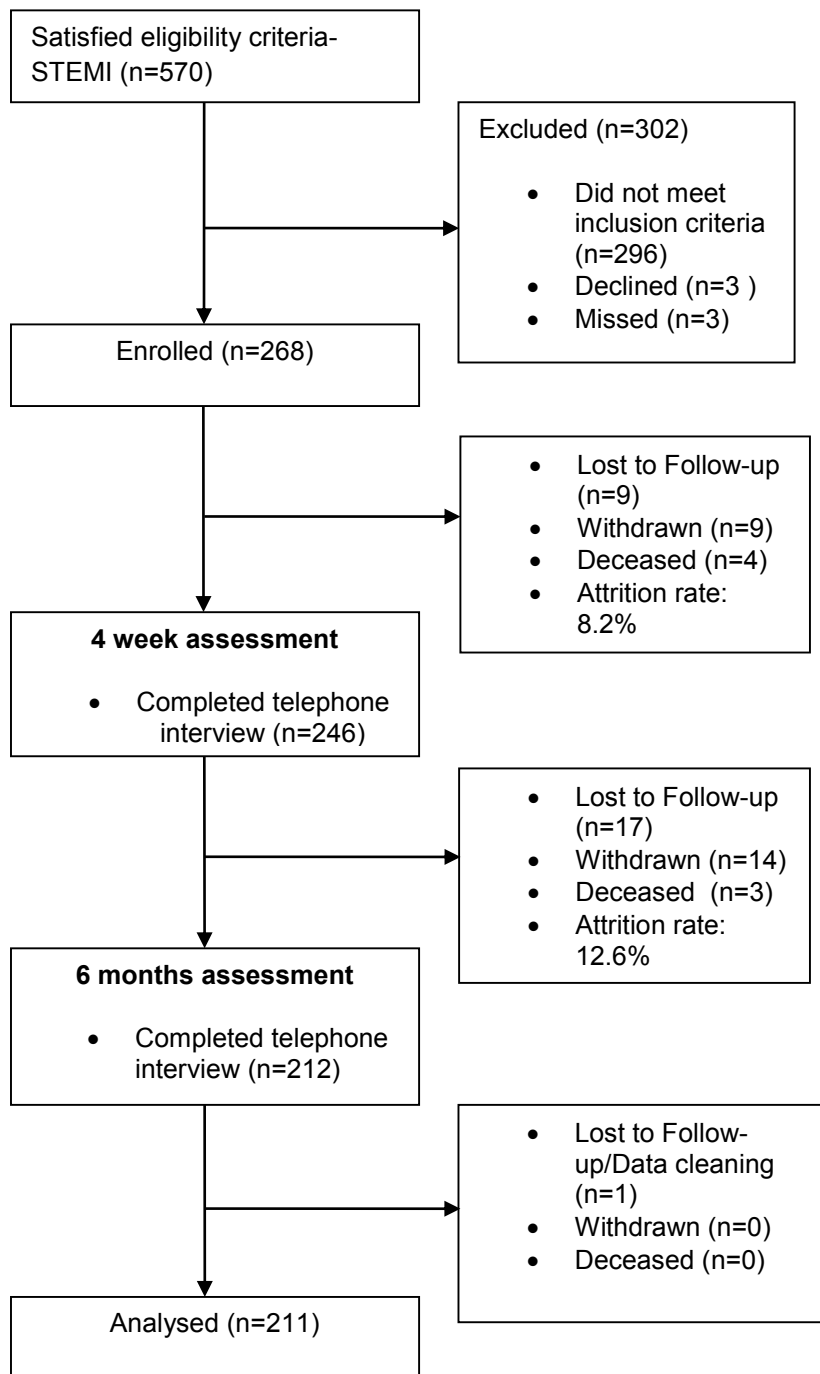 Satisfied eligibility criteria-
STEMI (n=570)
Excluded (n=302)
• Did not meet
inclusion criteria
(n=296)
• Declined (n=3 )
• Missed (n=3)
Enrolled (n=268)
• Lost to Follow-up
(n=9)
• Withdrawn (n=9)
• Deceased (n=4)
• Attrition rate:
8.2%
4 week assessment
• Completed telephone
interview (n=246)
• Lost to Follow-up
(n=17)
• Withdrawn (n=14)
• Deceased (n=3)
• Attrition rate:
12.6%
6 months assessment
• Completed telephone
interview (n=212)
• Lost to Follow-
up/Data cleaning
(n=1)
• Withdrawn (n=0)
• Deceased (n=0)
Analysed (n=211)